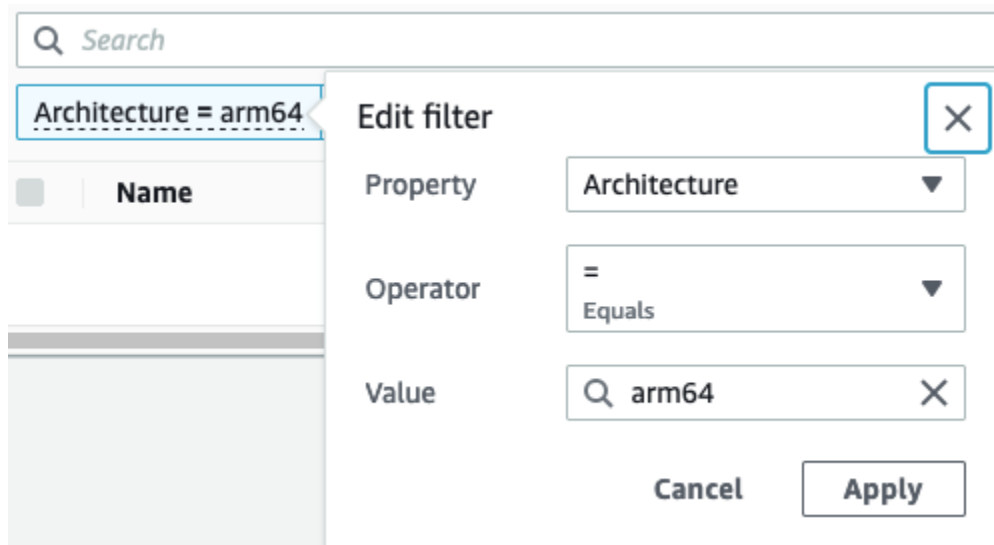 Search
Architecture = arm64
Edit filter
Property
Architecture
Name
Operator
=
Equals
Value
arm64
Cancel
Apply